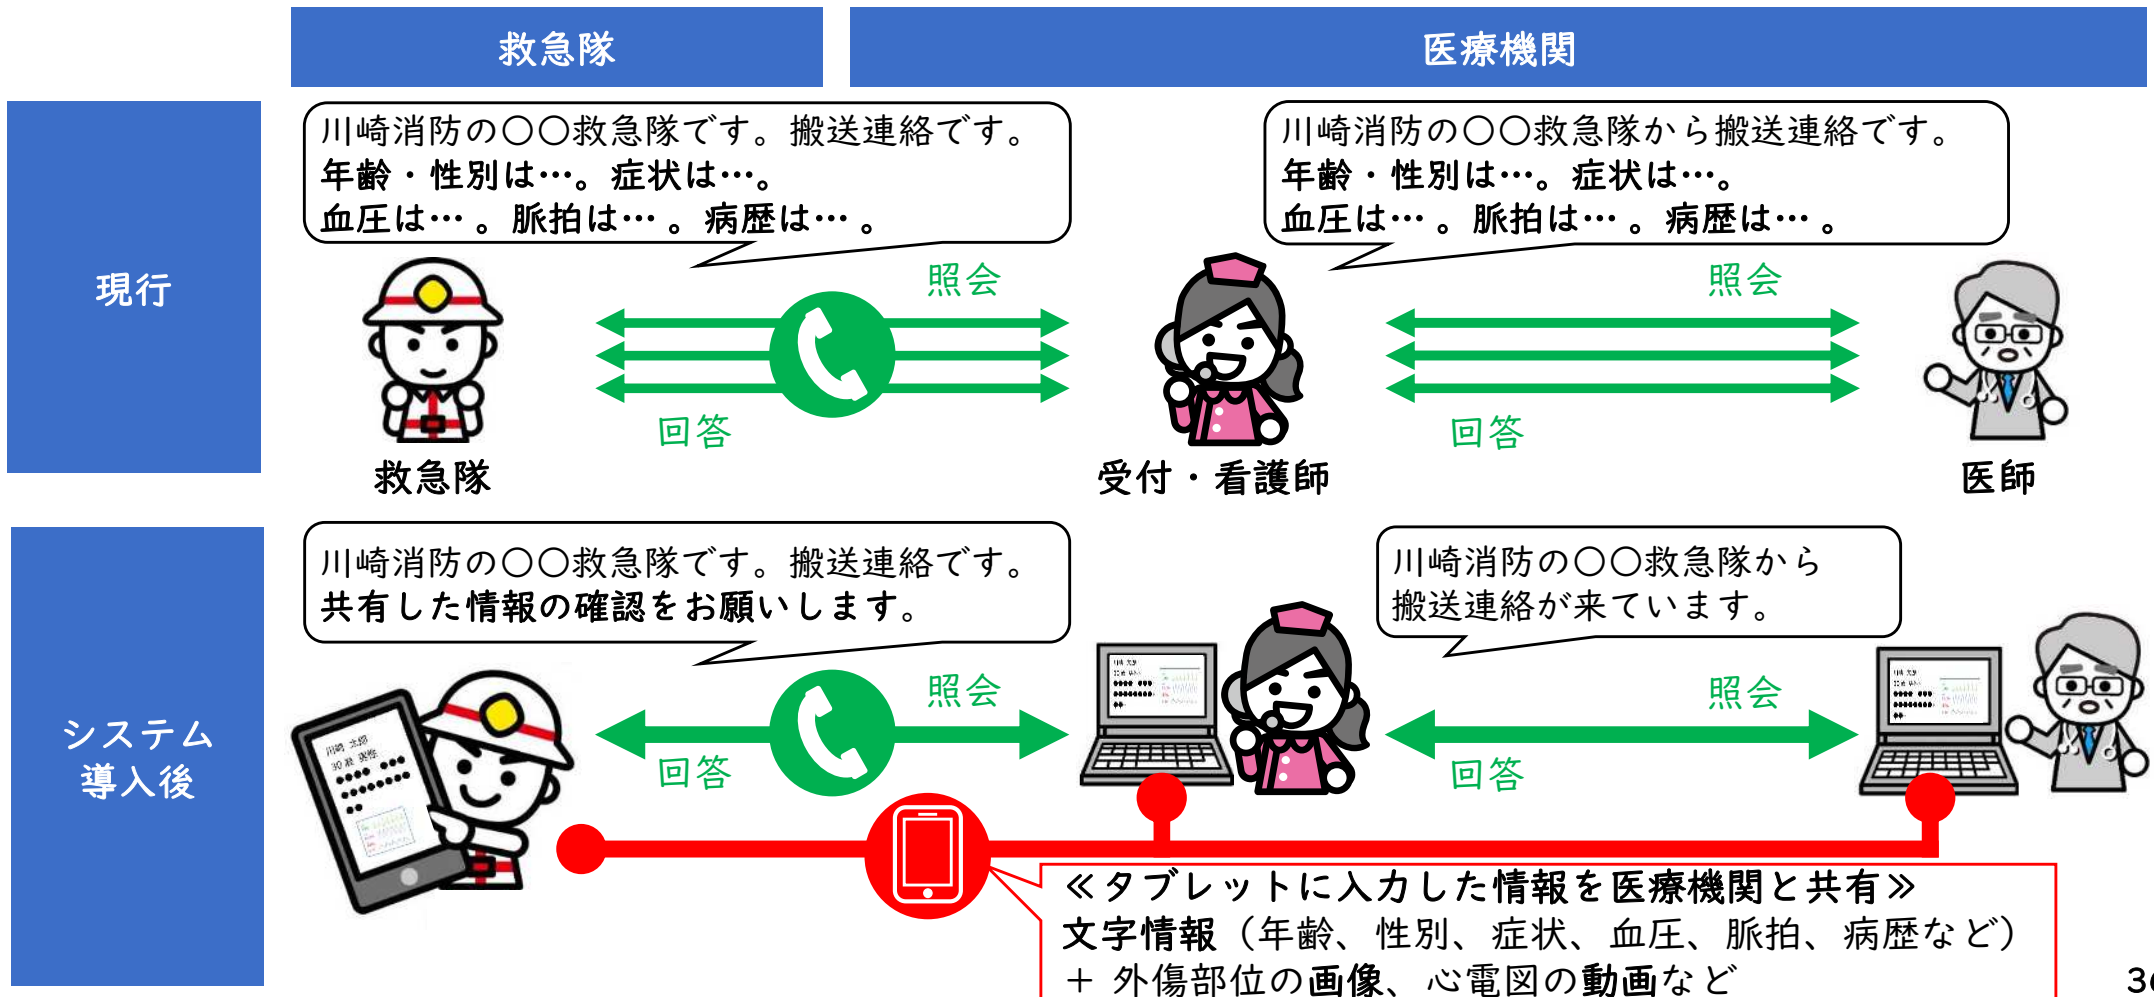 救急隊
医療機関
現行
川崎消防の〇〇救急隊です。搬送連絡です。
年齢・性別は…。症状は…。
血圧は…。脈拍は…。病歴は…。
川崎消防の〇〇救急隊から搬送連絡です。
年齢・性別は…。症状は…。
血圧は…。脈拍は…。病歴は…。
照会
回答
照会
回答
救急隊
受付・看護師
医師
システム
導入後
川崎消防の〇〇救急隊です。搬送連絡です。
共有した情報の確認をお願いします。
川崎消防の〇〇救急隊から
搬送連絡が来ています。
照会
回答
照会
回答
川崎 太郎
≪タブレットに入力した情報を医療機関と共有≫
文字情報（年齢、性別、症状、血圧、脈拍、病歴など）
＋ 外傷部位の画像、心電図の動画など